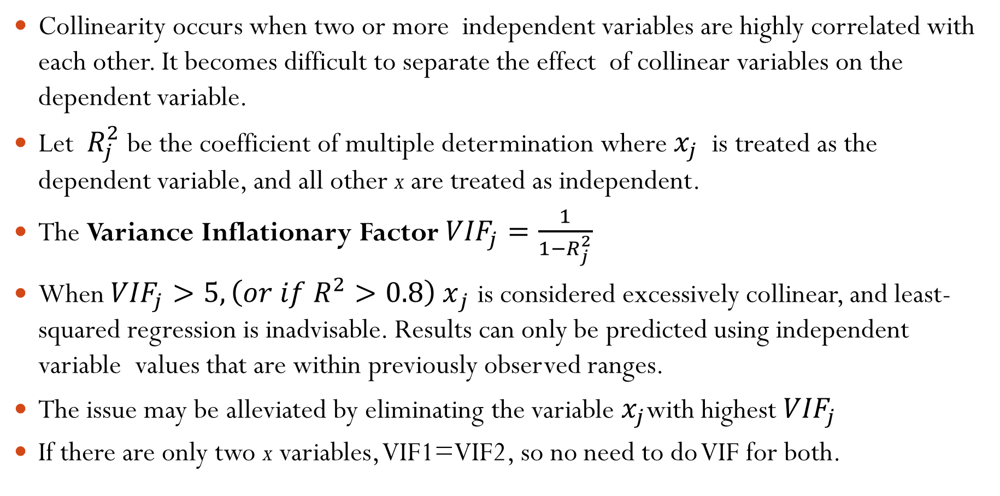 • Collinearity occurs when two or more independent variables are highly correlated with
each other. It becomes difficult to separate the effect of collinear variables on the
dependent variable.
• Let $R_j^2$ be the coefficient of multiple determination where $x_j$ is treated as the
dependent variable, and all other x are treated as independent.
• The Variance Inflationary Factor $VIF_j = \frac{1}{1-R_j^2}$
• When $VIF_j > 5, (or\ if\ R^2 > 0.8)\ x_j$ is considered excessively collinear, and least-
squared regression is inadvisable. Results can only be predicted using independent
variable values that are within previously observed ranges.
• The issue may be alleviated by eliminating the variable $x_j$ with highest $VIF_j$
• If there are only two x variables, VIF1=VIF2, so no need to do VIF for both.